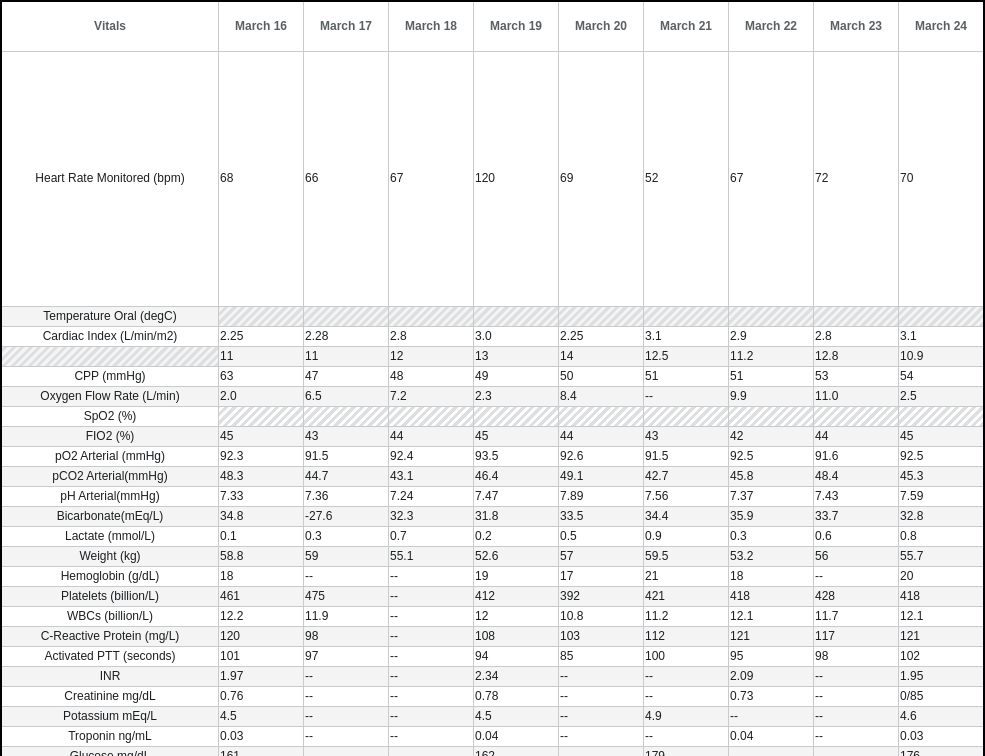 Vitals March 16 March 17 March 18 March 19 March 20 March 21 March 22 March 23 March 24
Heart Rate Monitored (bpm) 68 66 67 120 69 52 67 72 70
Temperature Oral (degC)
Cardiac Index (L/min/m2) 2.25 2.28 2.8 3.0 2.25 3.1 2.9 2.8 3.1
11 11 12 13 14 12.5 11.2 12.8 10.9
CPP (mmHg) 63 47 48 49 50 51 51 53 54
Oxygen Flow Rate (L/min) 2.0 6.5 7.2 2.3 8.4 -- 9.9 11.0 2.5
SpO2 (%)
FIO2 (%) 45 43 44 45 44 43 42 44 45
pO2 Arterial (mmHg) 92.3 91.5 92.4 93.5 92.6 91.5 92.5 91.6 92.5
pCO2 Arterial(mmHg) 48.3 44.7 43.1 46.4 49.1 42.7 45.8 48.4 45.3
pH Arterial(mmHg) 7.33 7.36 7.24 7.47 7.89 7.56 7.37 7.43 7.59
Bicarbonate(mEq/L) 34.8 -27.6 32.3 31.8 33.5 34.4 35.9 33.7 32.8
Lactate (mmol/L) 0.1 0.3 0.7 0.2 0.5 0.9 0.3 0.6 0.8
Weight (kg) 58.8 59 55.1 52.6 57 59.5 53.2 56 55.7
Hemoglobin (g/dL) 18 -- -- 19 17 21 18 -- 20
Platelets (billion/L) 461 475 -- 412 392 421 418 428 418
WBCs (billion/L) 12.2 11.9 -- 12 10.8 11.2 12.1 11.7 12.1
C-Reactive Protein (mg/L) 120 98 -- 108 103 112 121 117 121
Activated PTT (seconds) 101 97 -- 94 85 100 95 98 102
INR 1.97 -- -- 2.34 -- -- 2.09 -- 1.95
Creatinine mg/dL 0.76 -- -- 0.78 -- -- 0.73 -- 0/85
Potassium mEq/L 4.5 -- -- 4.5 -- 4.9 -- -- 4.6
Troponin ng/mL 0.03 -- -- 0.04 -- -- 0.04 -- 0.03
Glucose mg/dL 161 162 179 176